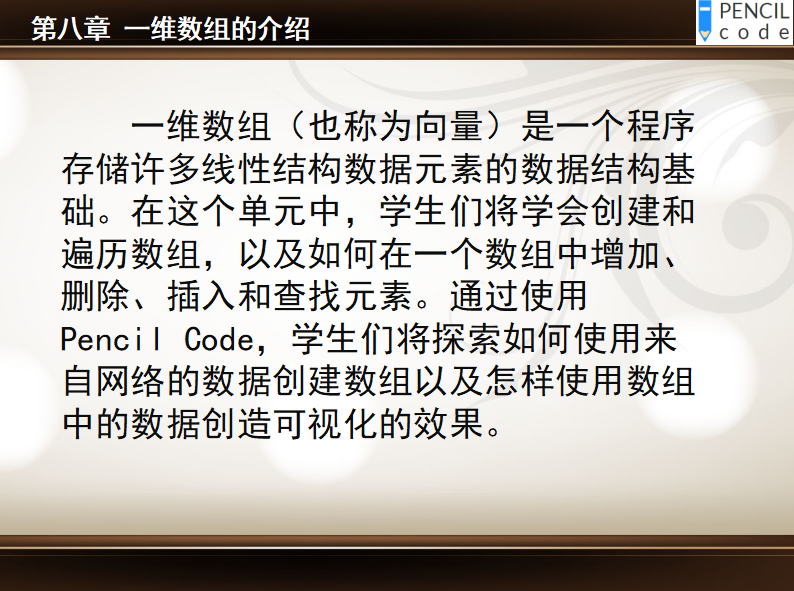 第八章 一维数组的介绍
PENCIL
code
一维数组（也称为向量）是一个程序
存储许多线性结构数据元素的数据结构基
础。在这个单元中，学生们将学会创建和
遍历数组，以及如何在一个数组中增加、
删除、插入和查找元素。通过使用
Pencil Code，学生们将探索如何使用来
自网络的数据创建数组以及怎样使用数组
中的数据创造可视化的效果。